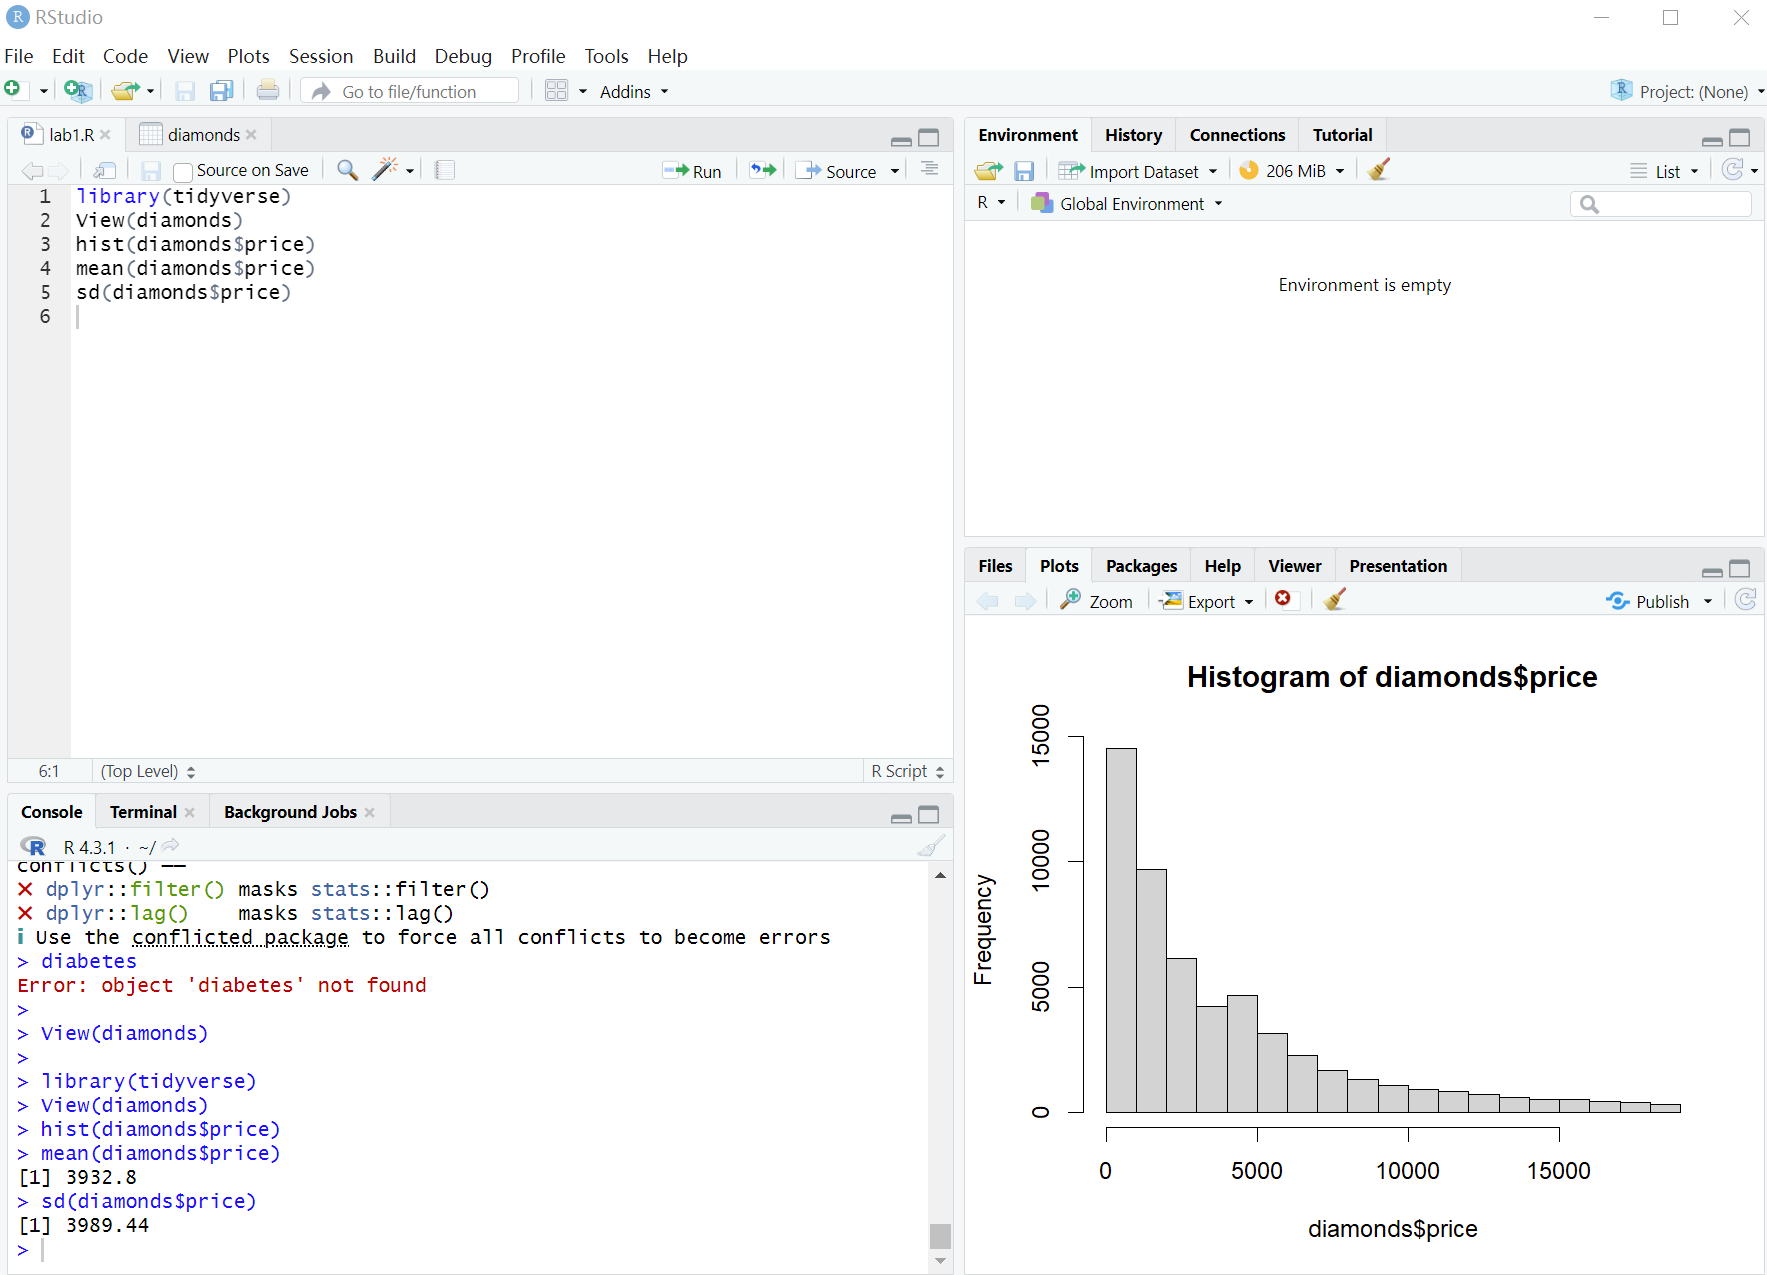 RStudio
File Edit Code View Plots Session Build Debug Profile Tools Help
Go to file/function Addins Project: (None)
lab1.R diamonds
Source on Save Run Source
1 library(tidyverse)
2 View(diamonds)
3 hist(diamonds$price)
4 mean(diamonds$price)
5 sd(diamonds$price)
6
6:1 (Top Level) R Script
Console Terminal Background Jobs
R 4.3.1 · ~/
conflicts() ──
✖ dplyr::filter() masks stats::filter()
✖ dplyr::lag() masks stats::lag()
ℹ Use the conflicted package to force all conflicts to become errors
> diabetes
Error: object 'diabetes' not found
>
> View(diamonds)
>
> library(tidyverse)
> View(diamonds)
> hist(diamonds$price)
> mean(diamonds$price)
[1] 3932.8
> sd(diamonds$price)
[1] 3989.44
>
Environment History Connections Tutorial
Import Dataset 206 MiB List
R Global Environment
Environment is empty
Files Plots Packages Help Viewer Presentation
Zoom Export Publish
Histogram of diamonds$price
Frequency
15000
10000
5000
0
0 5000 10000 15000
diamonds$price